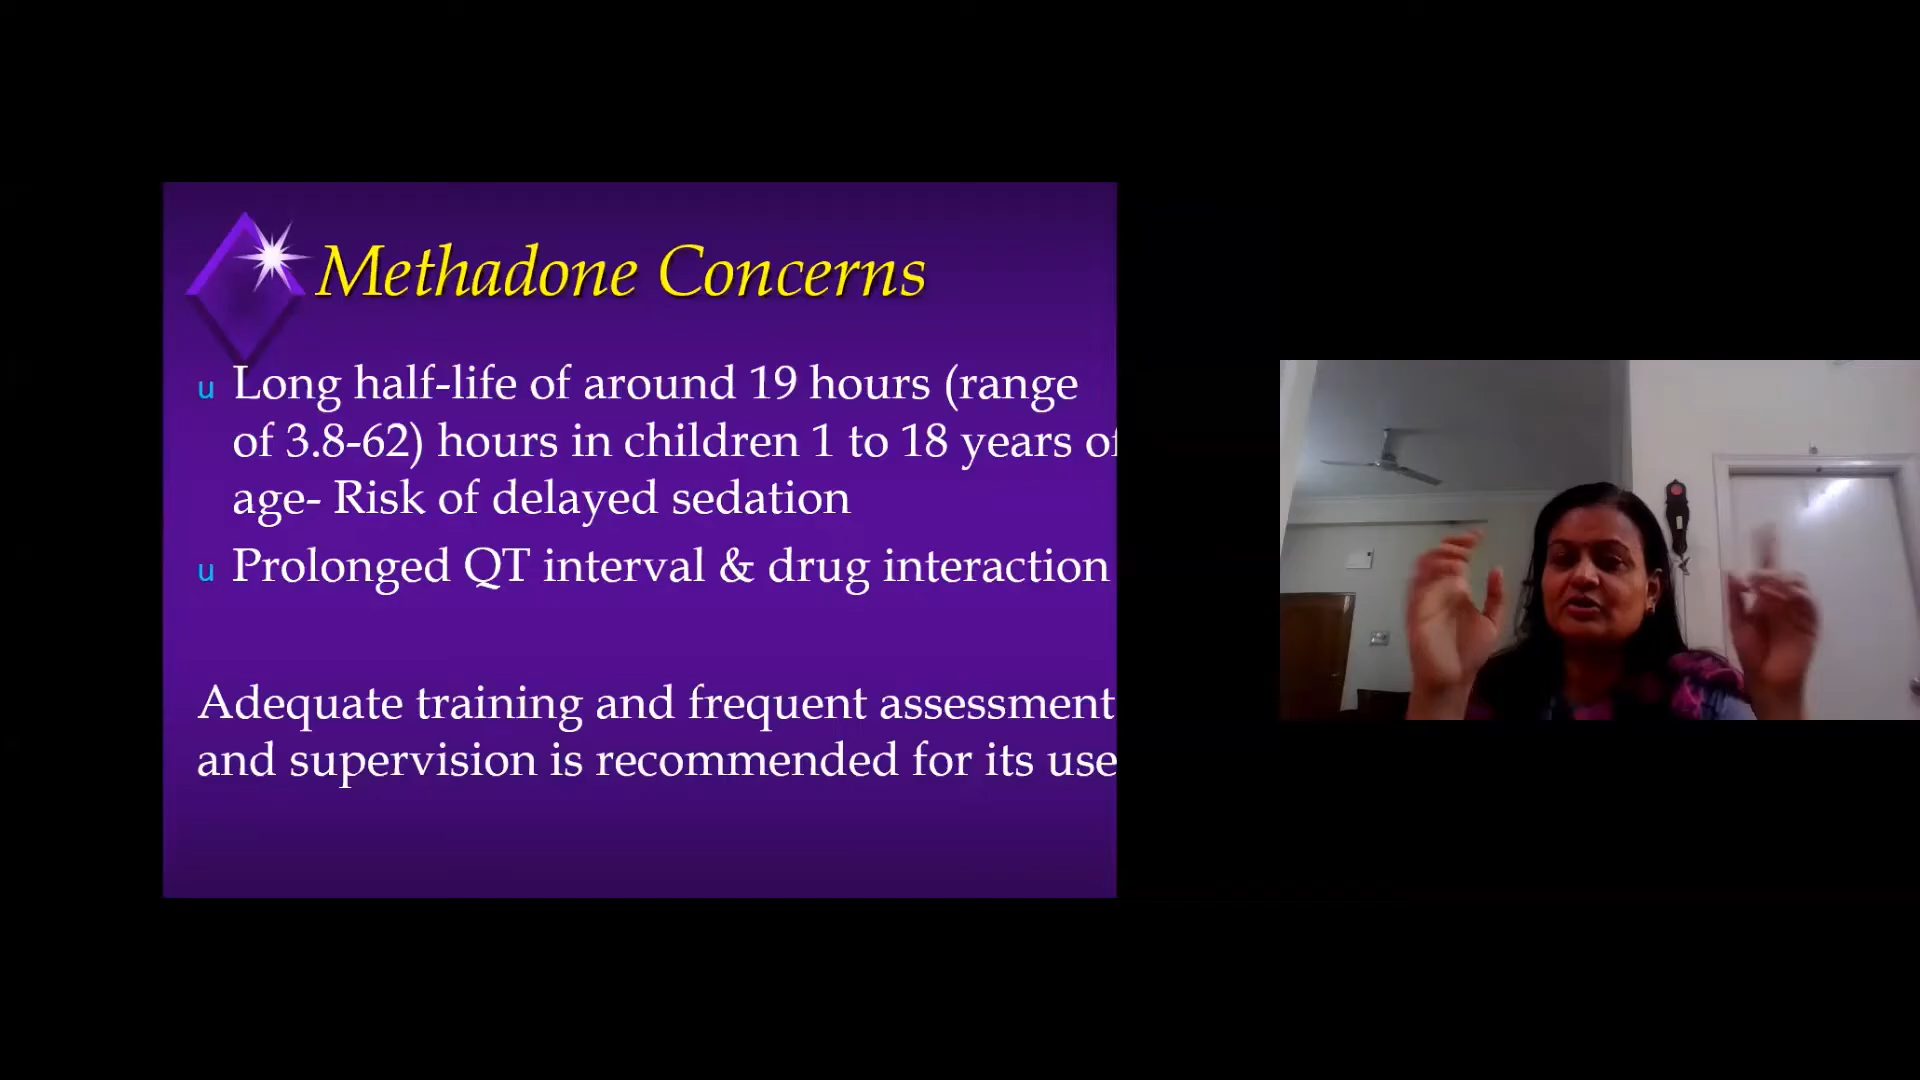 Methadone Concerns
u Long half-life of around 19 hours (range
of 3.8-62) hours in children 1 to 18 years of
age- Risk of delayed sedation
u Prolonged QT interval & drug interaction
Adequate training and frequent assessment
and supervision is recommended for its use